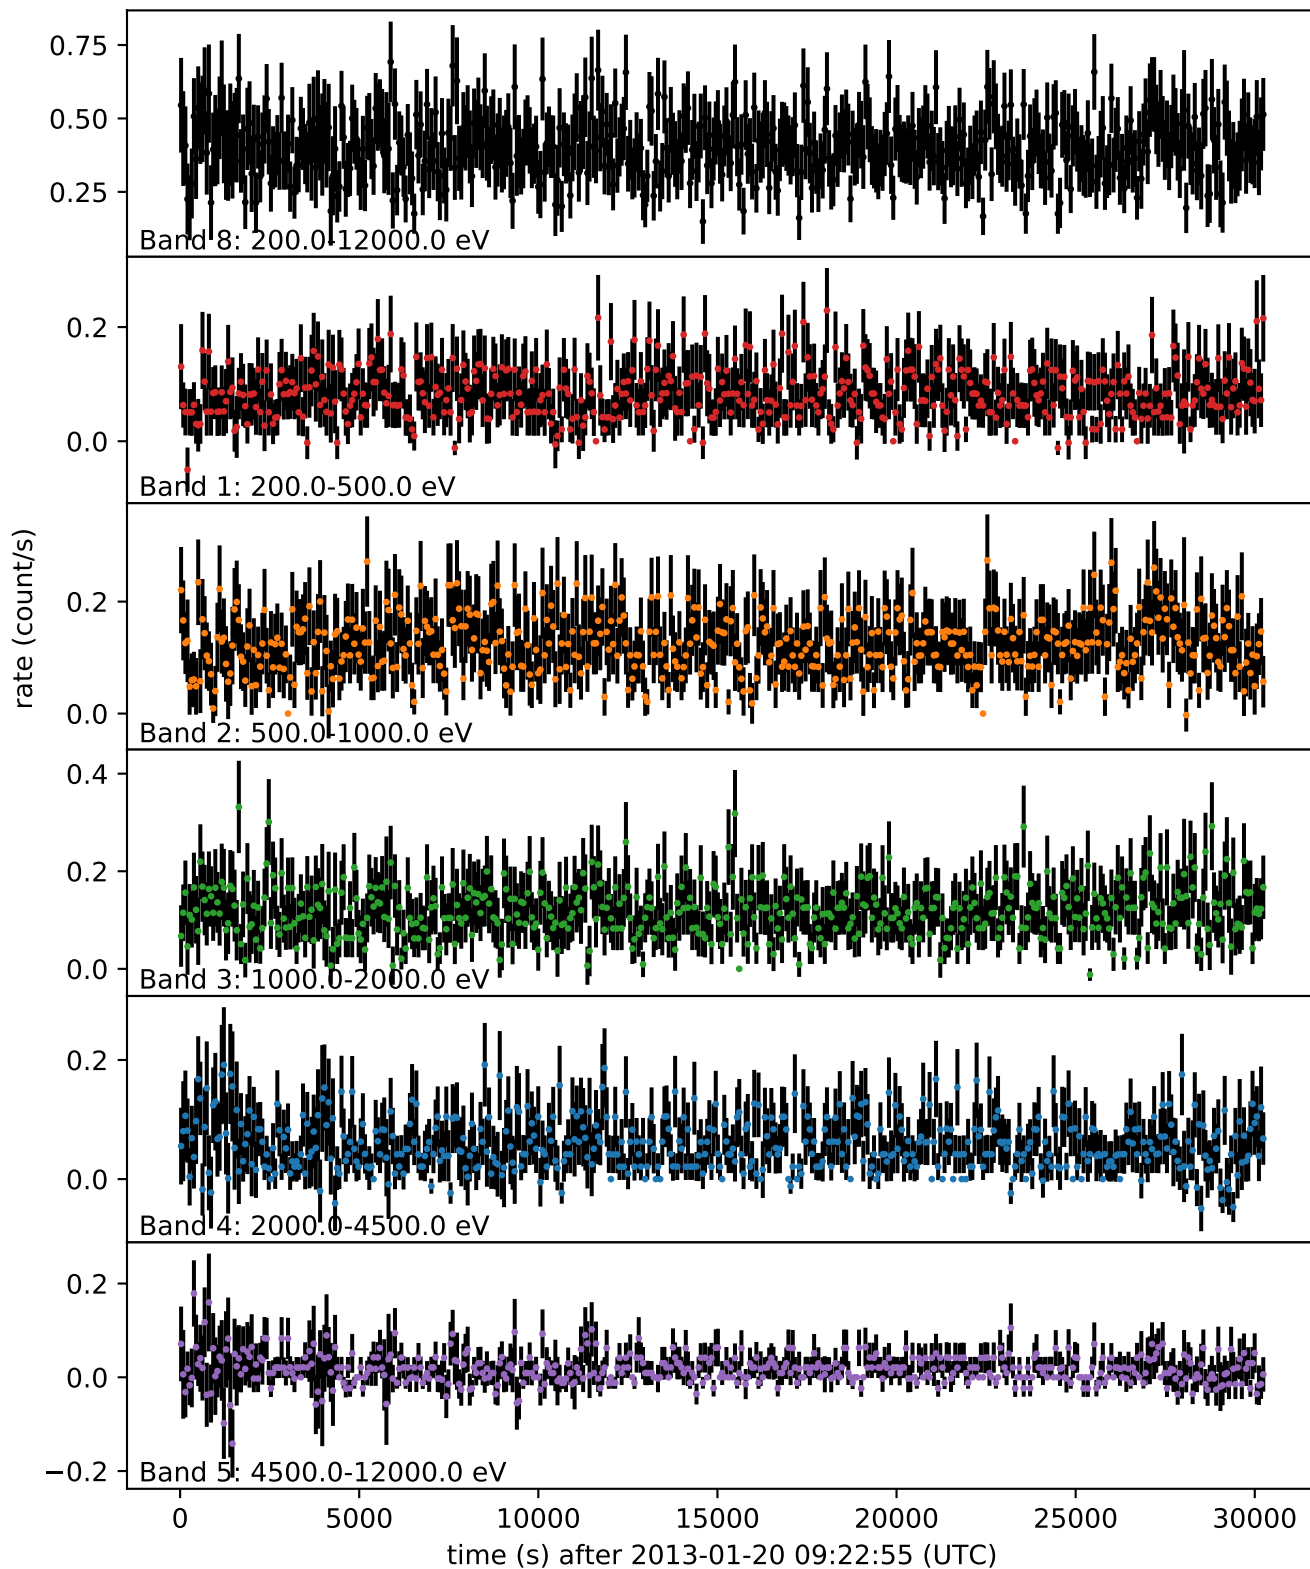 0.75
0.50
0.25
Band 8: 200.0-12000.0 eV
0.2
0.0
Band 1: 200.0-500.0 eV
rate (count/s)
0.2
0.0
Band 2: 500.0-1000.0 eV
0.4
0.2
0.0
Band 3: 1000.0-2000.0 eV
0.2
0.0
Band 4: 2000.0-4500.0 eV
0.2
0.0
−0.2
Band 5: 4500.0-12000.0 eV
0 5000 10000 15000 20000 25000 30000
time (s) after 2013-01-20 09:22:55 (UTC)